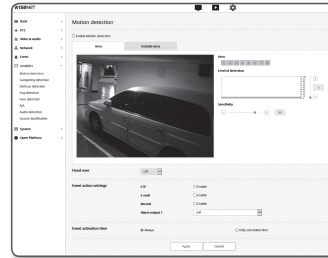 WISENET
Basic
PTZ
Video & Audio
Network
Event
Analytics
Motion detection
Tampering detection
Defocus detection
Fog detection
Face detection
IVA
Audio detection
Sound classification
System
Open Platform
Motion detection
Enable Motion detection
Area
Exclude area
Area
Level of detection
Sensitivity
Hand over
Off
Event action settings
FTP
Enable
E-mail
Enable
Record
Enable
Alarm output 1
Off
Event activation time
Always
Only scheduled time
Apply
Cancel